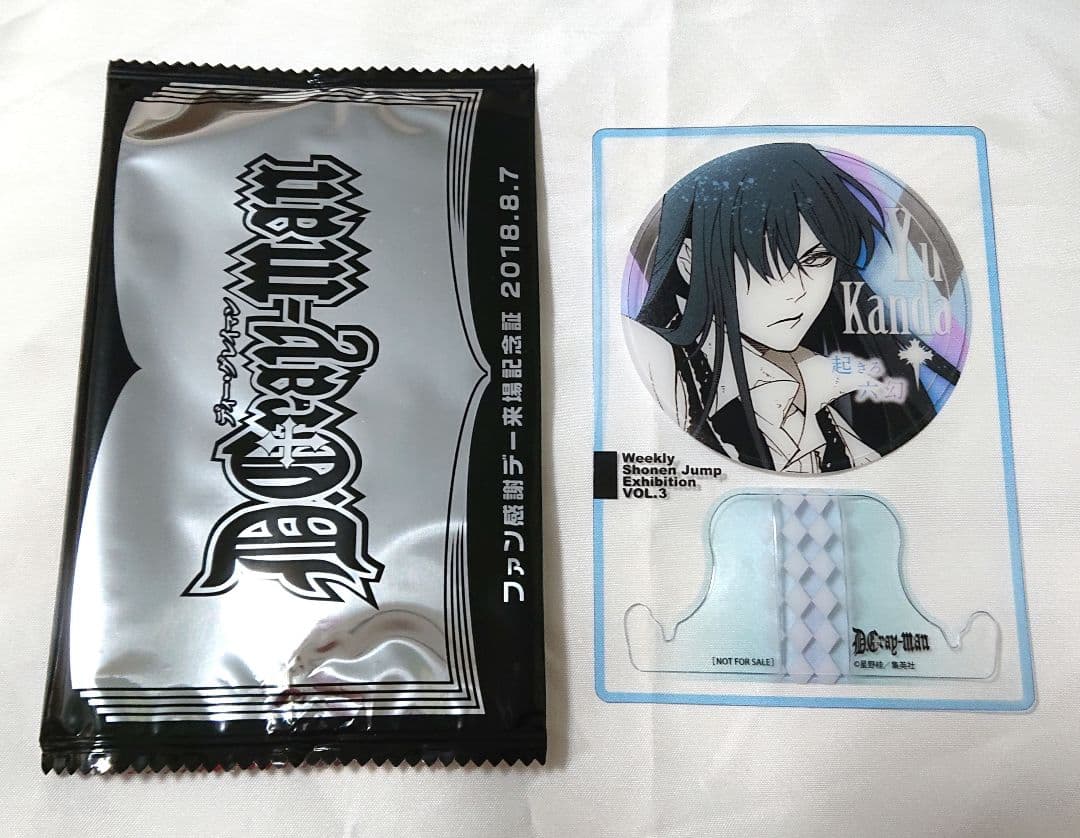 D.Gray-man
ディー・グレイマン
ファン感謝デー来場記念証 2018.8.7
Yu
Kanda
起きろ
六幻
Weekly
Shonen Jump
Exhibition
VOL.3
D.Gray-man
[NOT FOR SALE]
©星野桂／集英社